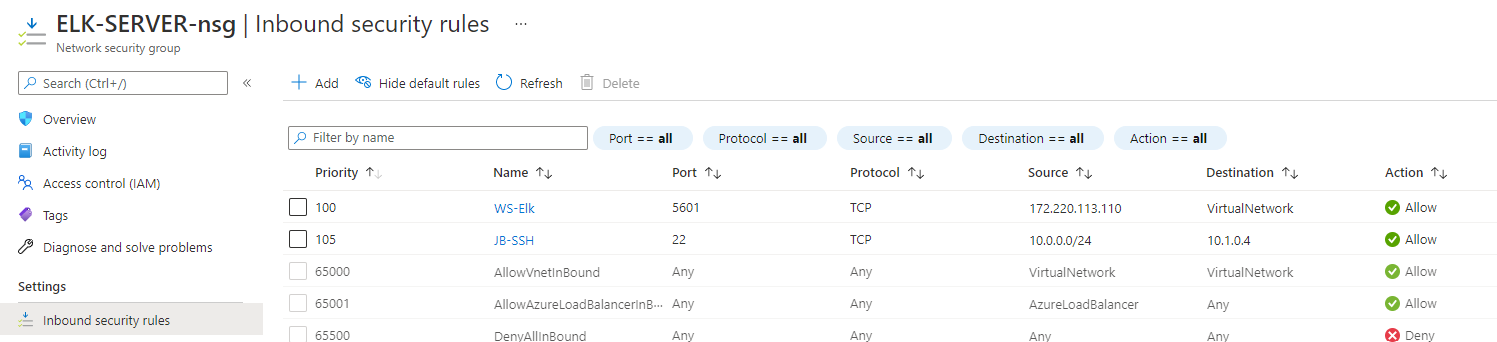 ELK-SERVER-nsg | Inbound security rules ...
Network security group
Search (Ctrl+/) «
Add Hide default rules Refresh Delete
Overview
Activity log
Access control (IAM)
Tags
Diagnose and solve problems
Settings
Inbound security rules
Filter by name Port == all Protocol == all Source == all Destination == all Action == all
Priority Name Port Protocol Source Destination Action
100 WS-Elk 5601 TCP 172.220.113.110 VirtualNetwork Allow
105 JB-SSH 22 TCP 10.0.0.0/24 10.1.0.4 Allow
65000 AllowVnetInBound Any Any VirtualNetwork VirtualNetwork Allow
65001 AllowAzureLoadBalancerInB... Any Any AzureLoadBalancer Any Allow
65500 DenyAllInBound Any Any Any Any Deny